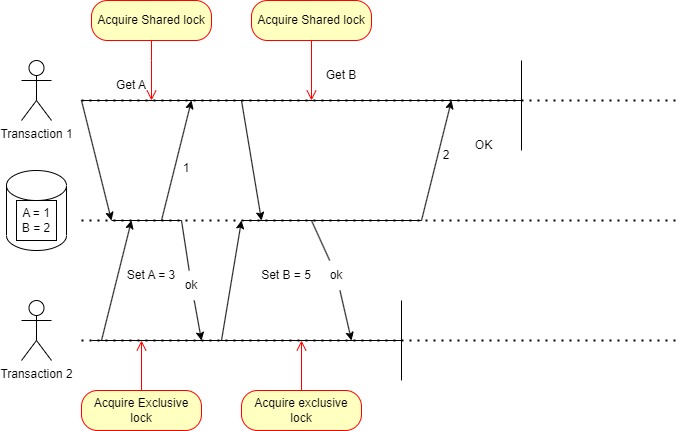 Acquire Shared lock
Acquire Shared lock
Get A
Get B
Transaction 1
1
2
OK
A = 1
B = 2
Set A = 3
ok
Set B = 5
ok
Transaction 2
Acquire Exclusive
lock
Acquire exclusive
lock